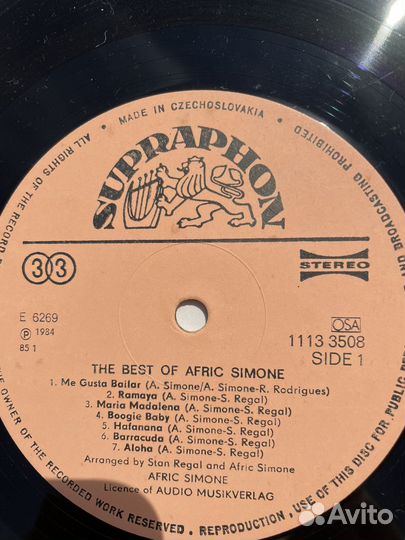 MADE IN CZECHOSLOVAKIA •
ALL RIGHTS OF THE RECORD
AND BROADCASTING PROHIBITED
SUPRAPHON
33
STEREO
E 6269
℗ 1984
85 1
OSA
1113 3508
SIDE 1
THE BEST OF AFRIC SIMONE
1. Me Gusta Bailar (A. Simone/A. Simone-R. Rodrigues)
2. Ramaya (A. Simone-S. Regal)
3. Maria Madalena (A. Simone-S. Regal)
4. Boogie Baby (A. Simone-S. Regal)
5. Hafanana (A. Simone-S. Regal)
6. Barracuda (A. Simone-S. Regal)
7. Aloha (A. Simone-S. Regal)
Arranged by Stan Regal and Afric Simone
AFRIC SIMONE
Licence of AUDIO MUSIKVERLAG
OWNER OF THE RECORDED WORK RESERVED. REPRODUCTION, USE OF THIS DISC FOR PUBLIC
Avito